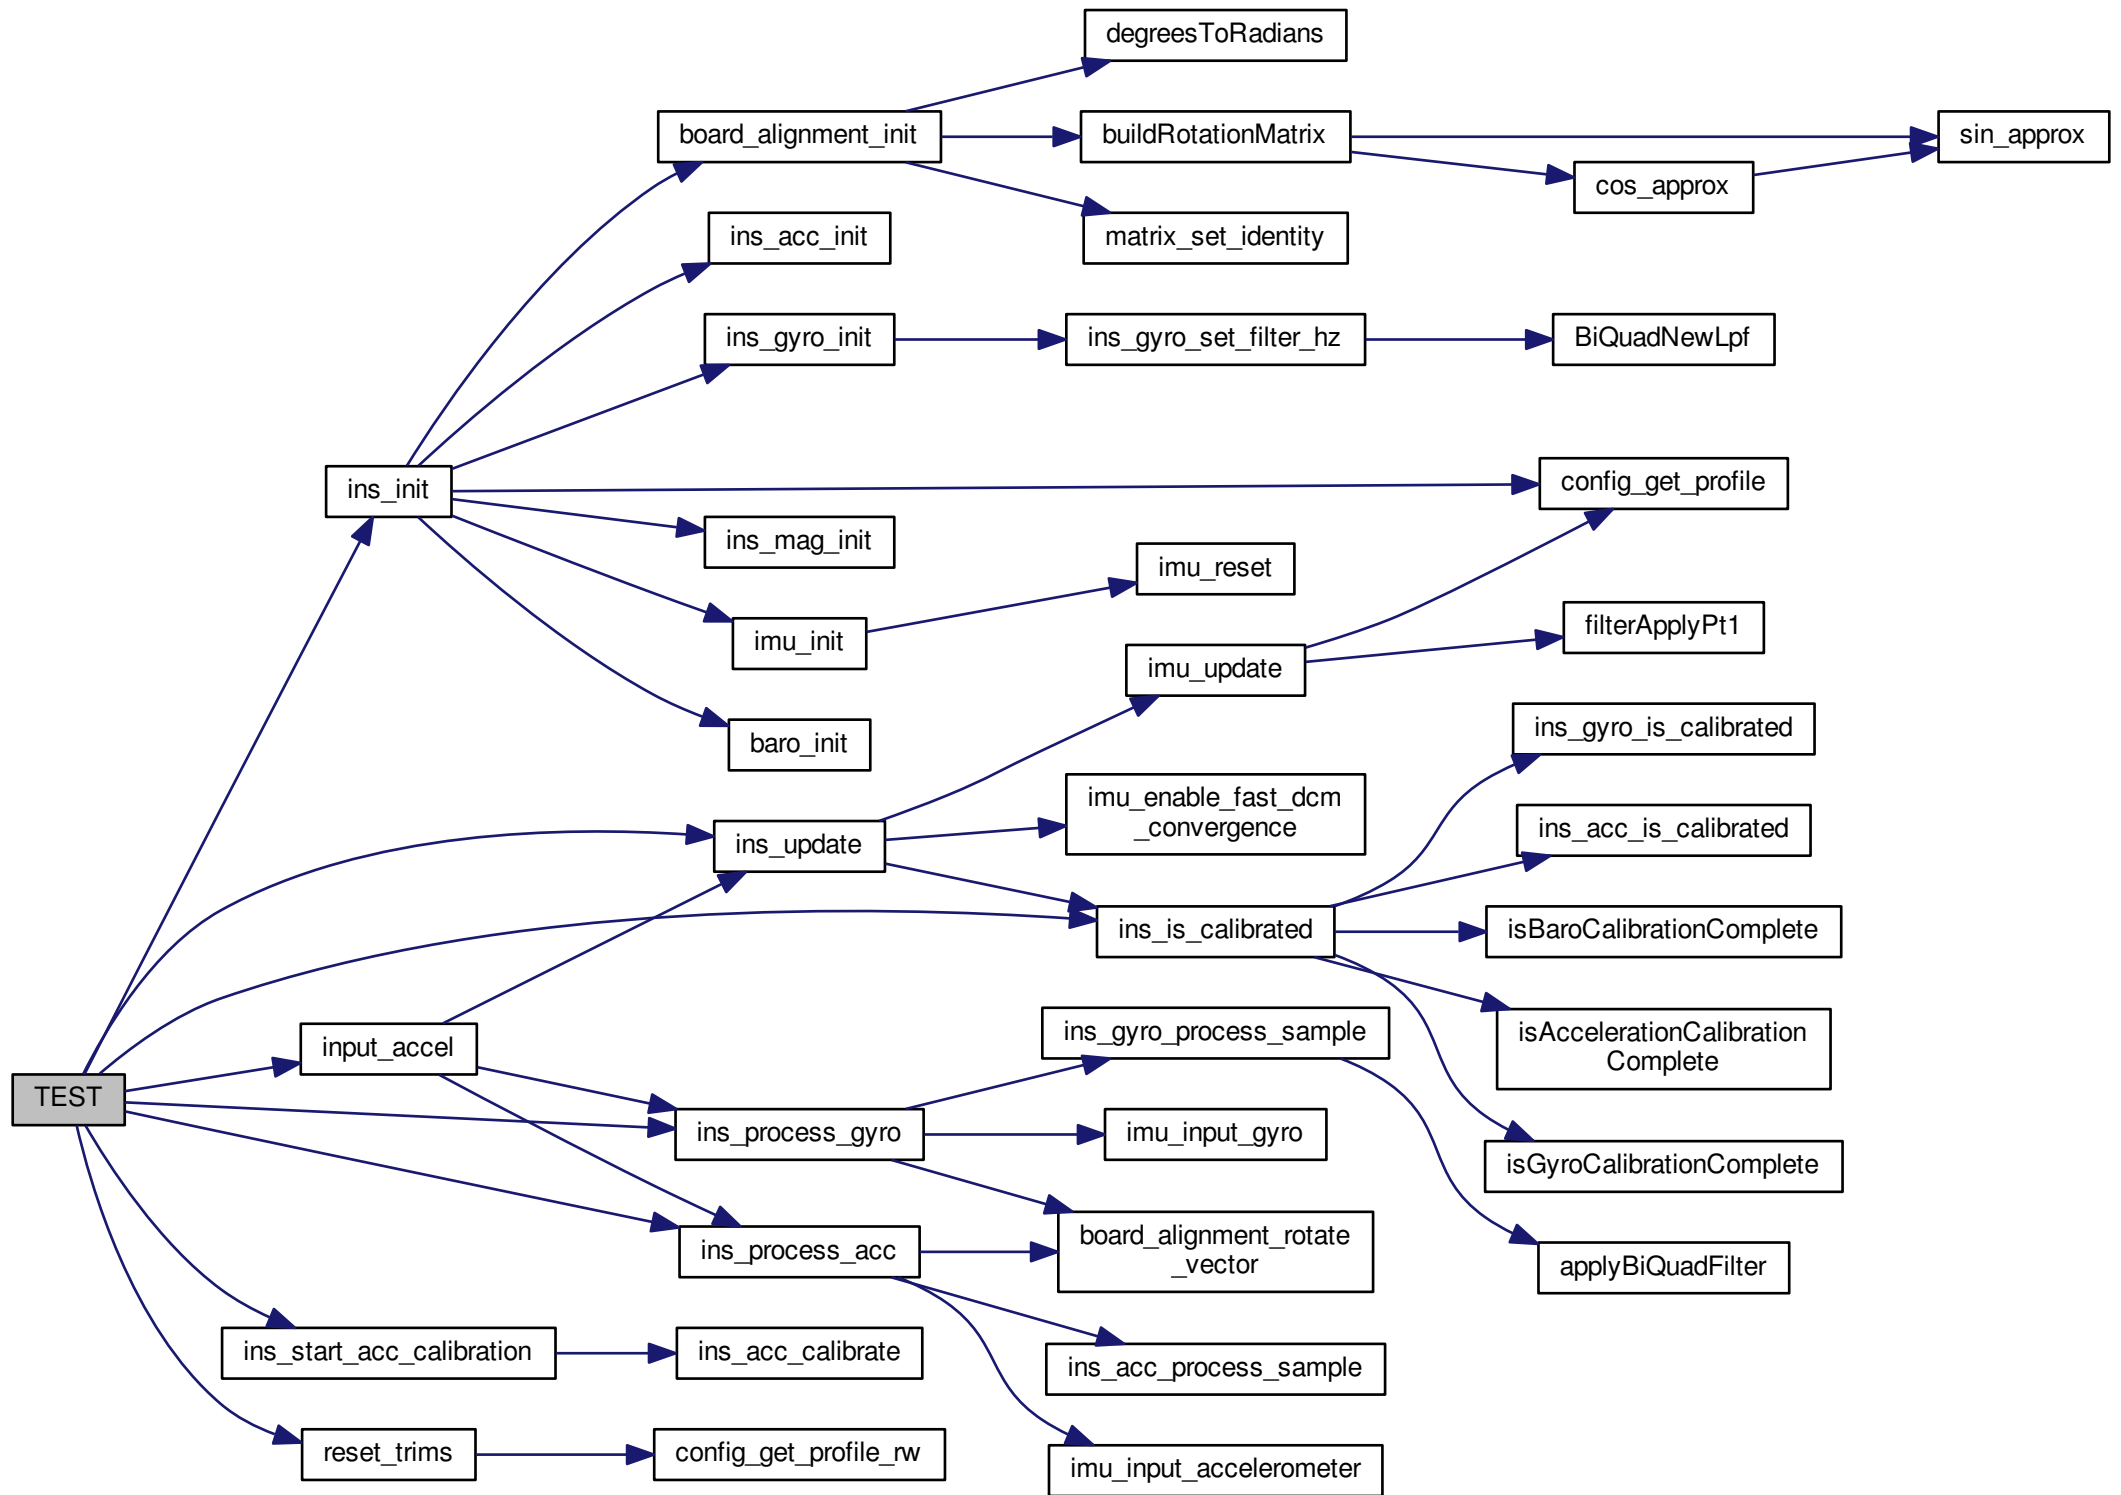 degreesToRadians
board_alignment_init
buildRotationMatrix
sin_approx
cos_approx
ins_acc_init
matrix_set_identity
ins_gyro_init
ins_gyro_set_filter_hz
BiQuadNewLpf
ins_init
config_get_profile
ins_mag_init
imu_reset
imu_init
filterApplyPt1
imu_update
baro_init
ins_gyro_is_calibrated
imu_enable_fast_dcm
_convergence
ins_update
ins_acc_is_calibrated
ins_is_calibrated
isBaroCalibrationComplete
input_accel
ins_gyro_process_sample
isAccelerationCalibration
Complete
TEST
ins_process_gyro
imu_input_gyro
isGyroCalibrationComplete
ins_process_acc
board_alignment_rotate
_vector
applyBiQuadFilter
ins_start_acc_calibration
ins_acc_calibrate
ins_acc_process_sample
reset_trims
config_get_profile_rw
imu_input_accelerometer